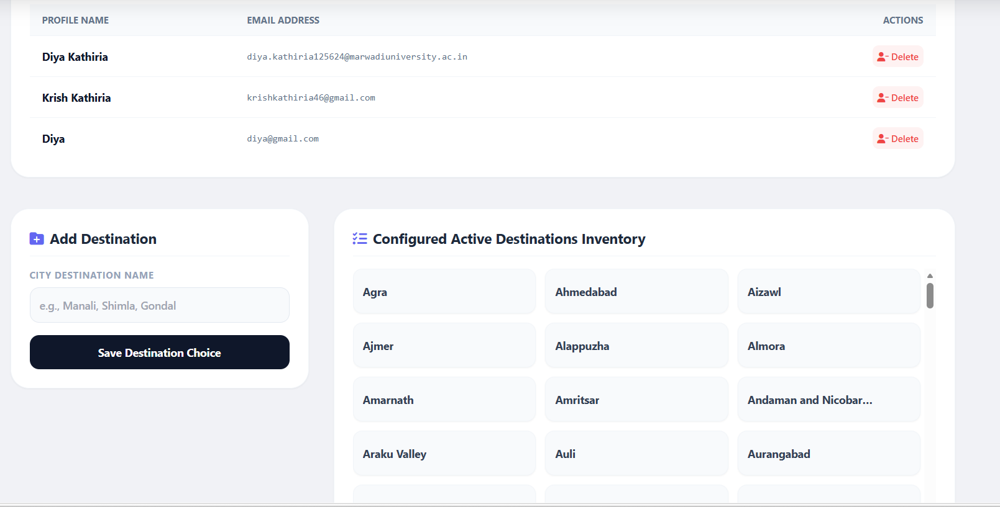 PROFILE NAME EMAIL ADDRESS ACTIONS
Diya Kathiria diya.kathiria125624@marwadiuniversity.ac.in Delete
Krish Kathiria krishkathiria46@gmail.com Delete
Diya diya@gmail.com Delete
Add Destination
CITY DESTINATION NAME
e.g., Manali, Shimla, Gondal
Save Destination Choice
Configured Active Destinations Inventory
Agra Ahmedabad Aizawl
Ajmer Alappuzha Almora
Amarnath Amritsar Andaman and Nicobar...
Araku Valley Auli Aurangabad